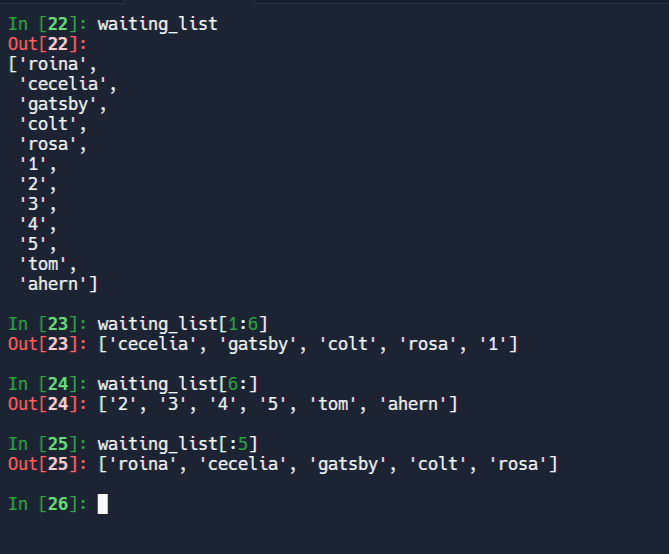 In [22]: waiting_list
Out[22]:
['roina',
 'cecelia',
 'gatsby',
 'colt',
 'rosa',
 '1',
 '2',
 '3',
 '4',
 '5',
 'tom',
 'ahern']
In [23]: waiting_list[1:6]
Out[23]: ['cecelia', 'gatsby', 'colt', 'rosa', '1']
In [24]: waiting_list[6:]
Out[24]: ['2', '3', '4', '5', 'tom', 'ahern']
In [25]: waiting_list[:5]
Out[25]: ['roina', 'cecelia', 'gatsby', 'colt', 'rosa']
In [26]: